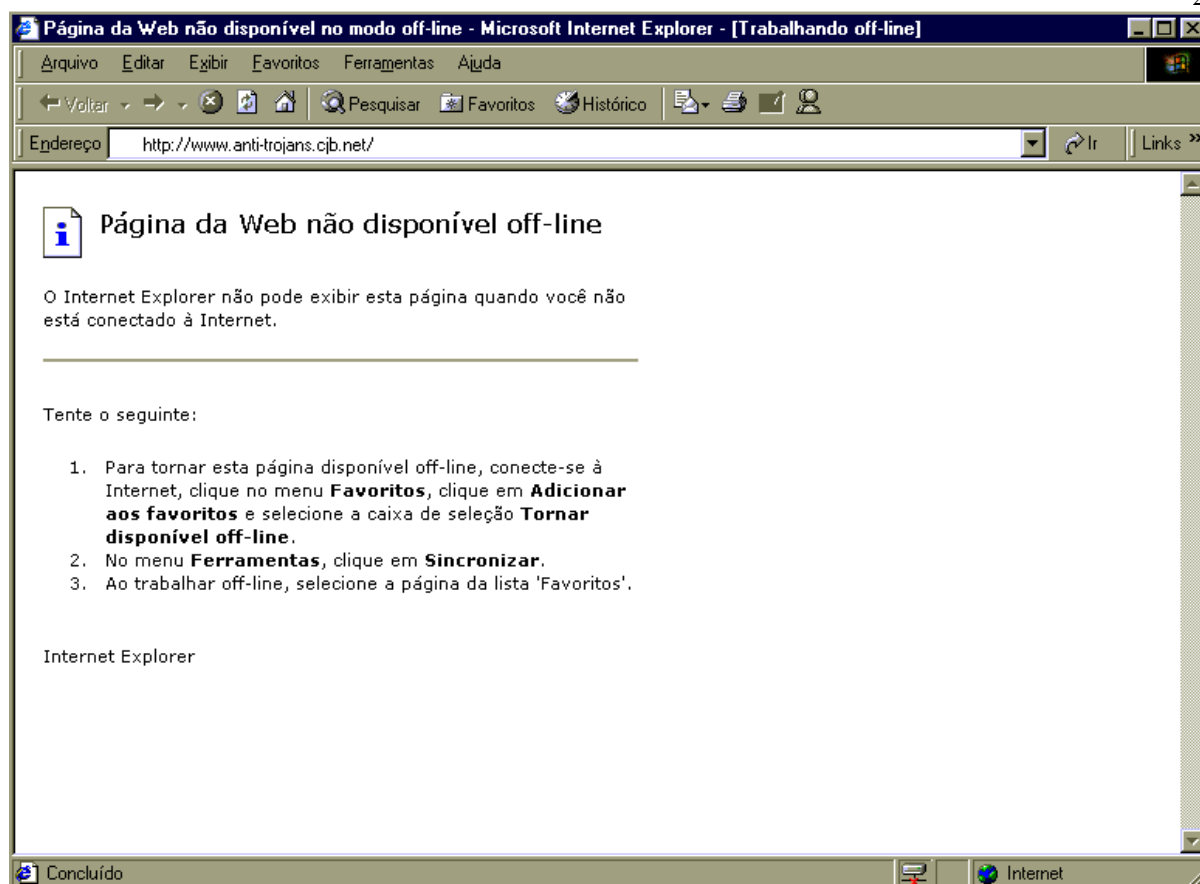 Página da Web não disponível no modo off-line - Microsoft Internet Explorer - [Trabalhando off-line]
Arquivo Editar Exibir Favoritos Ferramentas Ajuda
Voltar Pesquisar Favoritos Histórico
Endereço http://www.anti-trojans.cjb.net/ Ir Links »
Página da Web não disponível off-line
O Internet Explorer não pode exibir esta página quando você não
está conectado à Internet.
Tente o seguinte:
1. Para tornar esta página disponível off-line, conecte-se à
Internet, clique no menu Favoritos, clique em Adicionar
aos favoritos e selecione a caixa de seleção Tornar
disponível off-line.
2. No menu Ferramentas, clique em Sincronizar.
3. Ao trabalhar off-line, selecione a página da lista 'Favoritos'.
Internet Explorer
Concluído Internet